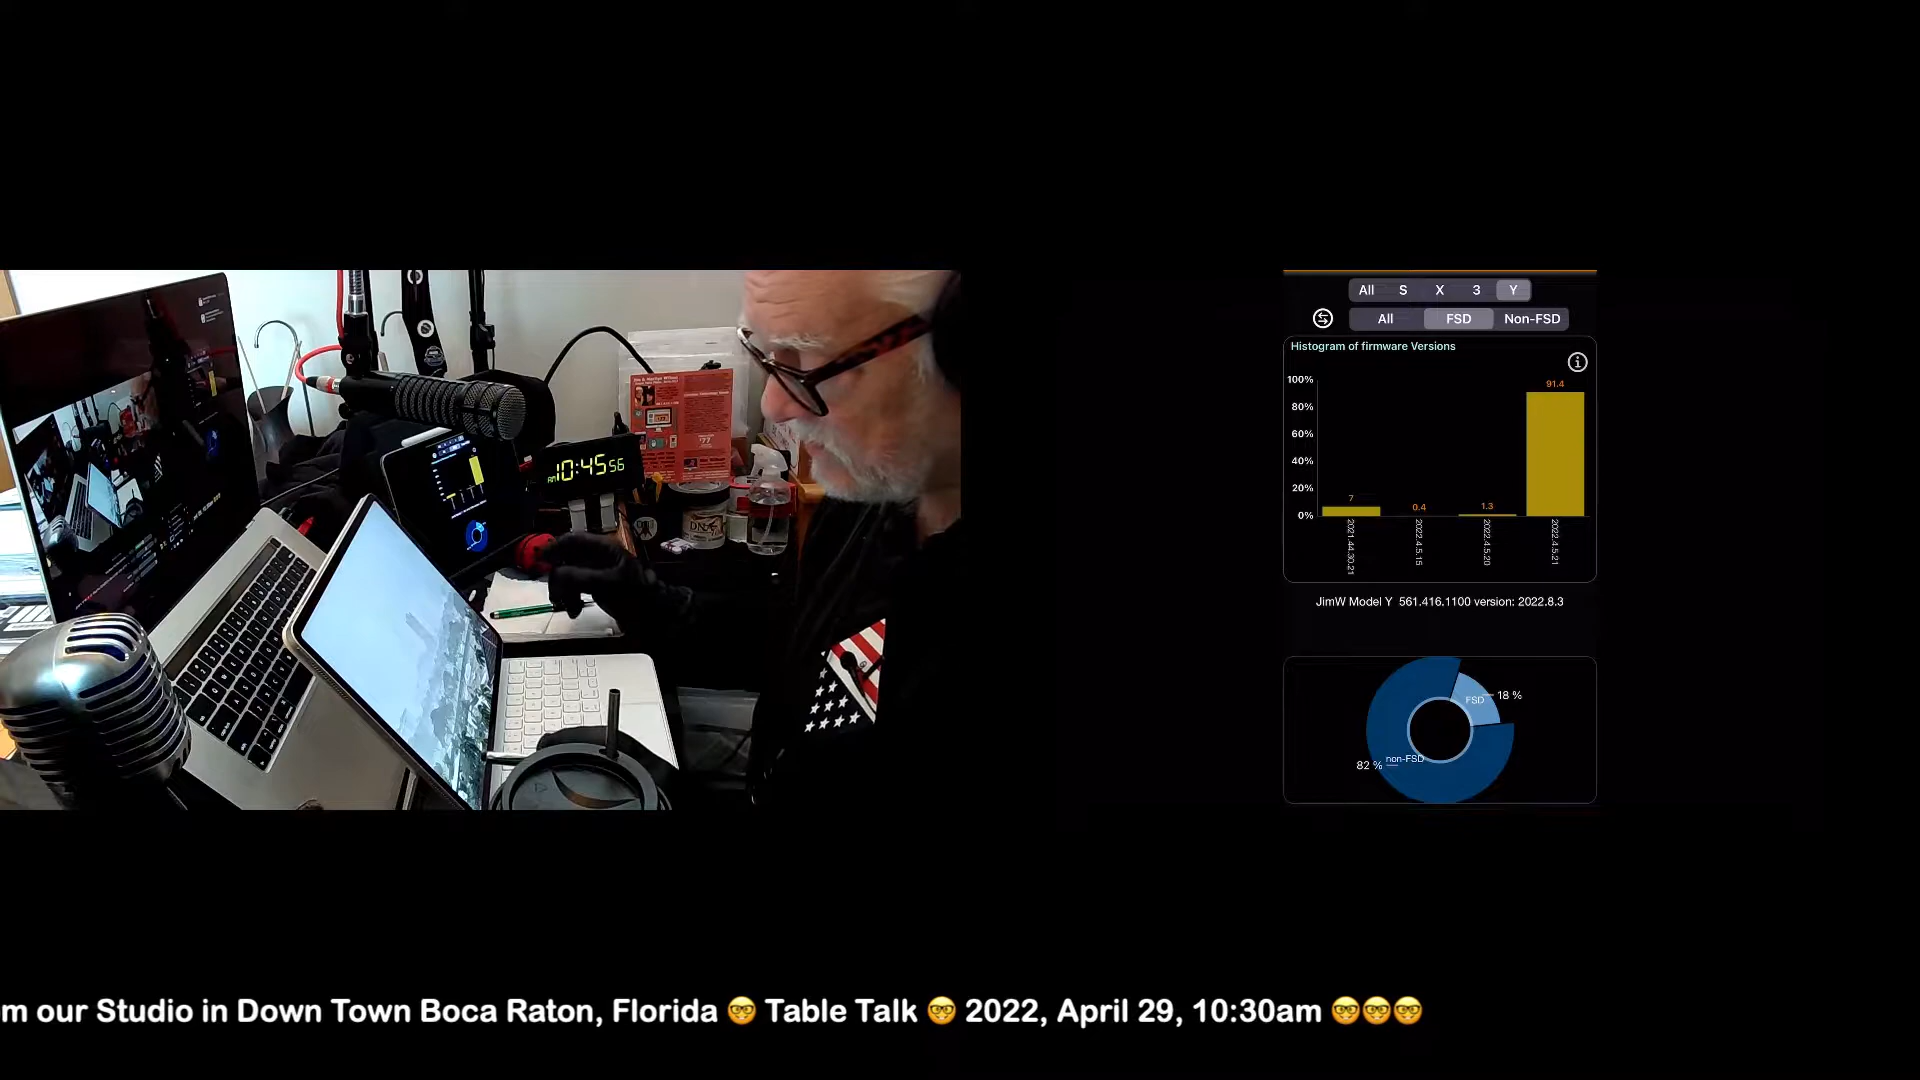 AM 10:45 56
$77
DNA
All S X 3 Y
All FSD Non-FSD
Histogram of firmware Versions
100%
80%
60%
40%
20%
0%
7
0.4
1.3
91.4
2021.44.30.21
2022.4.5.15
2022.4.5.20
2022.4.5.21
JimW Model Y 561.416.1100 version: 2022.8.3
FSD 18 %
82 % non-FSD
m our Studio in Down Town Boca Raton, Florida 🤓 Table Talk 🤓 2022, April 29, 10:30am 🤓🤓🤓